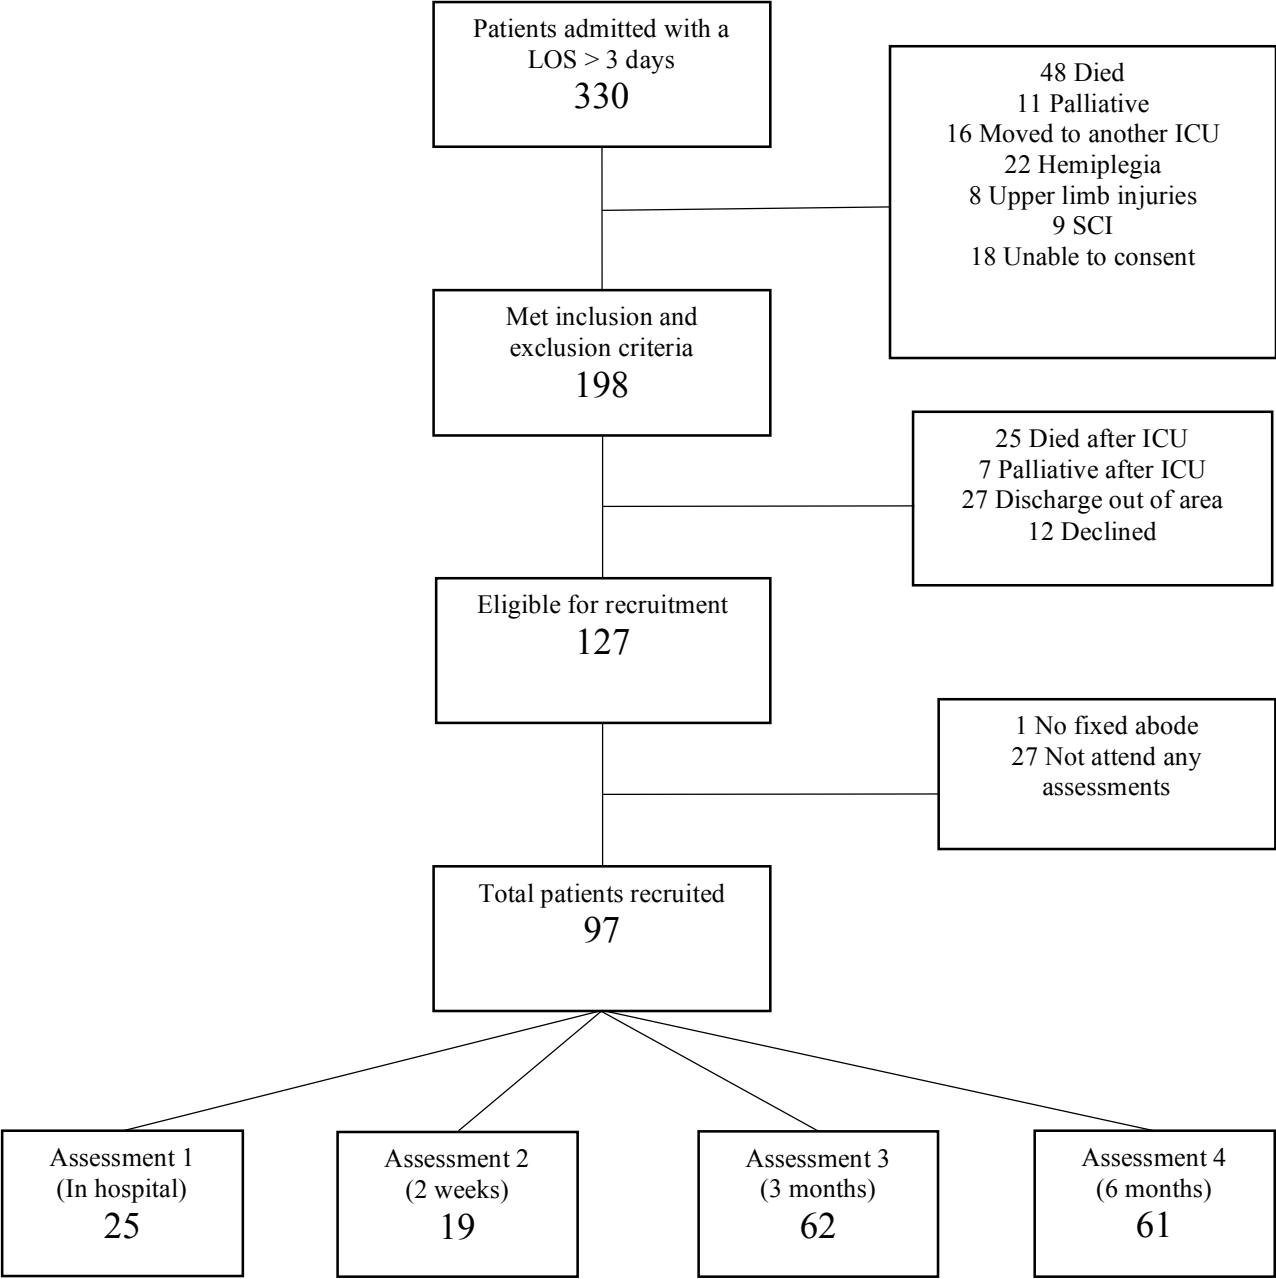 Patients admitted with a
LOS > 3 days
330
48 Died
11 Palliative
16 Moved to another ICU
22 Hemiplegia
8 Upper limb injuries
9 SCI
18 Unable to consent
Met inclusion and
exclusion criteria
198
25 Died after ICU
7 Palliative after ICU
27 Discharge out of area
12 Declined
Eligible for recruitment
127
1 No fixed abode
27 Not attend any
assessments
Total patients recruited
97
Assessment 1
(In hospital)
25
Assessment 2
(2 weeks)
19
Assessment 3
(3 months)
62
Assessment 4
(6 months)
61